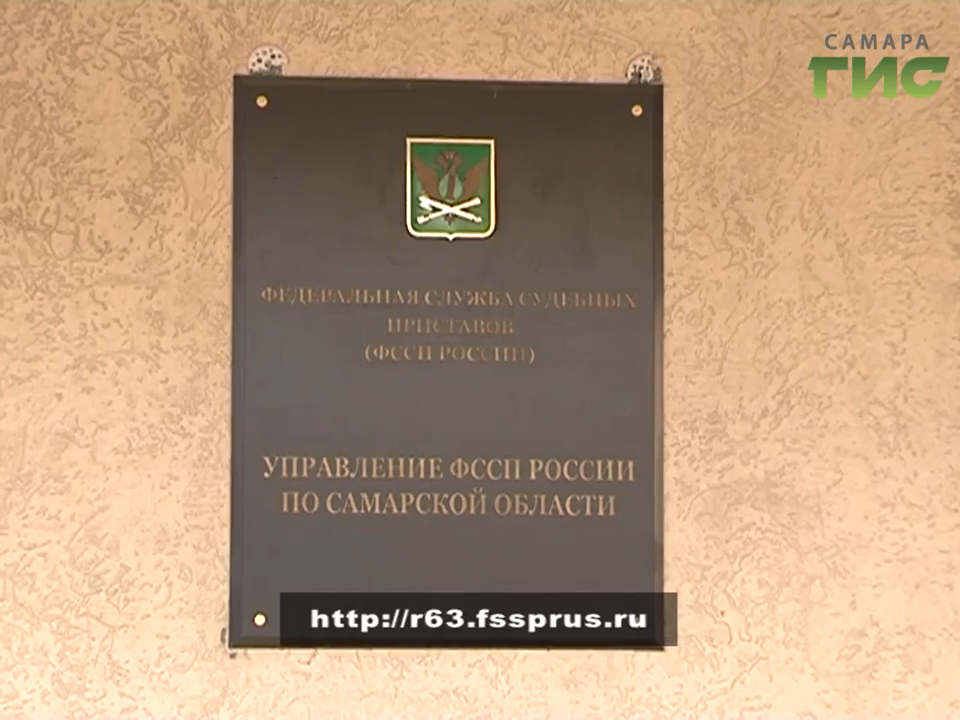 САМАРА
ГИС
ФЕДЕРАЛЬНАЯ СЛУЖБА СУДЕБНЫХ
ПРИСТАВОВ
(ФССП РОССИИ)
УПРАВЛЕНИЕ ФССП РОССИИ
ПО САМАРСКОЙ ОБЛАСТИ
http://r63.fssprus.ru